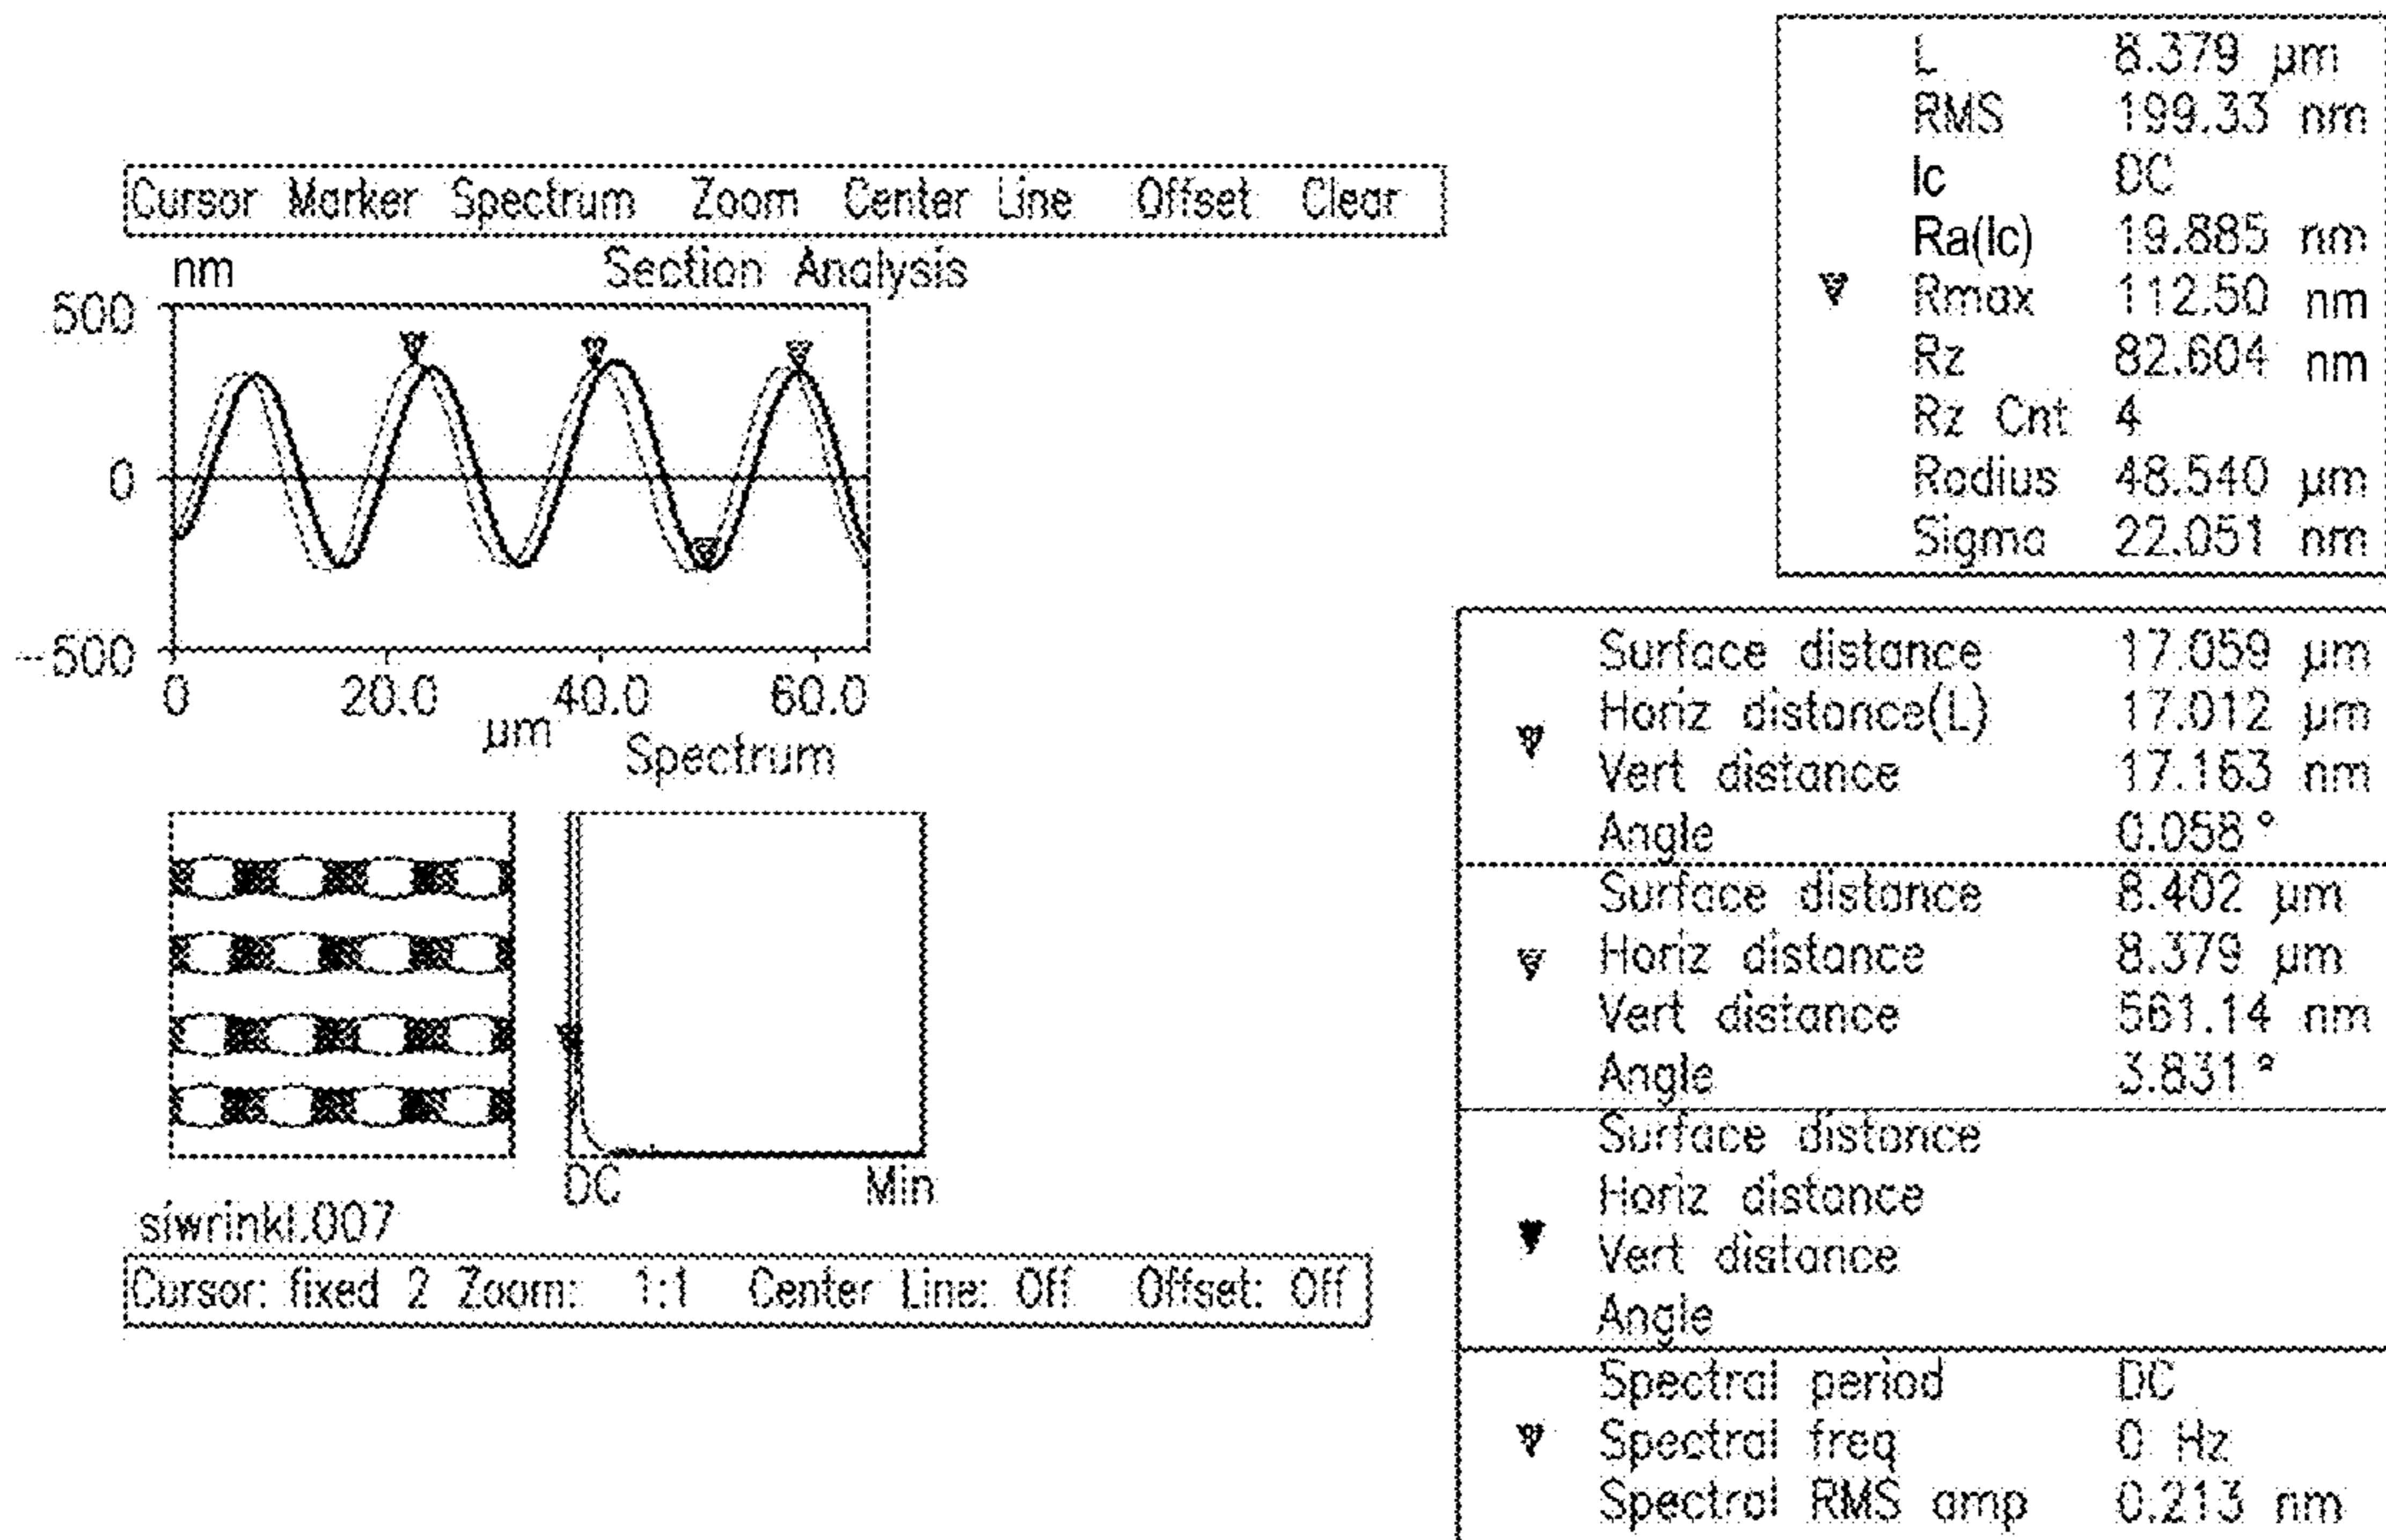 L 8.379 µm
RMS 199.33 nm
lc DC
Ra(lc) 19.885 nm
Rmax 112.50 nm
Rz 82.604 nm
Rz Cnt 4
Radius 48.540 µm
Sigma 22.051 nm
Cursor Marker Spectrum Zoom Center Line Offset Clear
Section Analysis
nm
500
0
-500
0 20.0 40.0 60.0
µm
Spectrum
DC Min
siwrinkl.007
Cursor: fixed 2 Zoom: 1:1 Center Line: Off Offset: Off
Surface distance 17.059 µm
Horiz distance(L) 17.012 µm
Vert distance 17.163 nm
Angle 0.058°
Surface distance 8.402 µm
Horiz distance 8.379 µm
Vert distance 561.14 nm
Angle 3.831°
Surface distance
Horiz distance
Vert distance
Angle
Spectral period DC
Spectral freq 0 Hz
Spectral RMS amp 0.213 nm